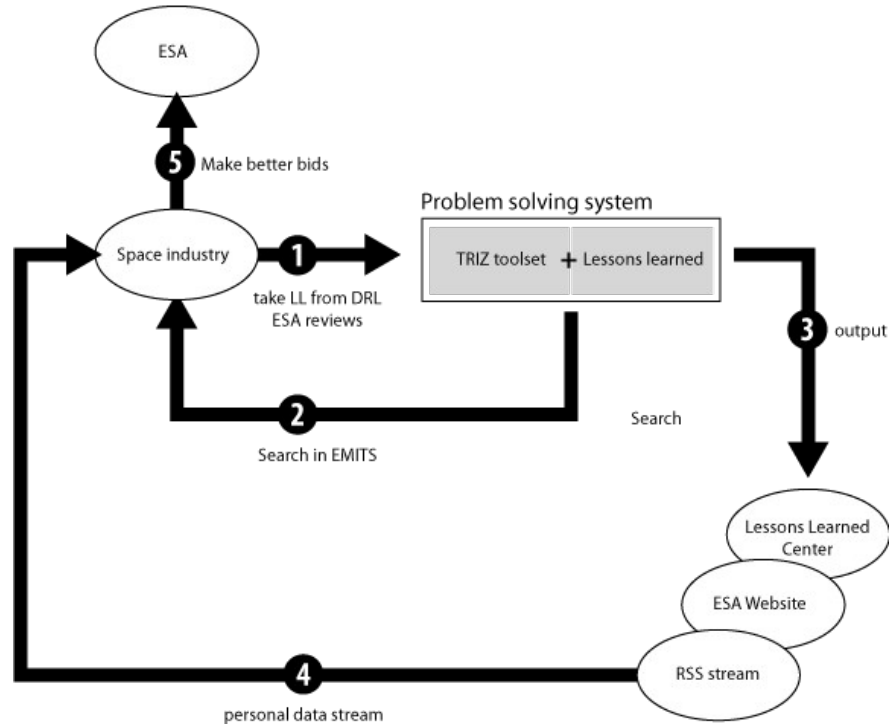 ESA
5
Make better bids
Problem solving system
Space industry
1
TRIZ toolset + Lessons learned
take LL from DRL
ESA reviews
3
output
2
Search
Search in EMITS
Lessons Learned
Center
ESA Website
RSS stream
4
personal data stream